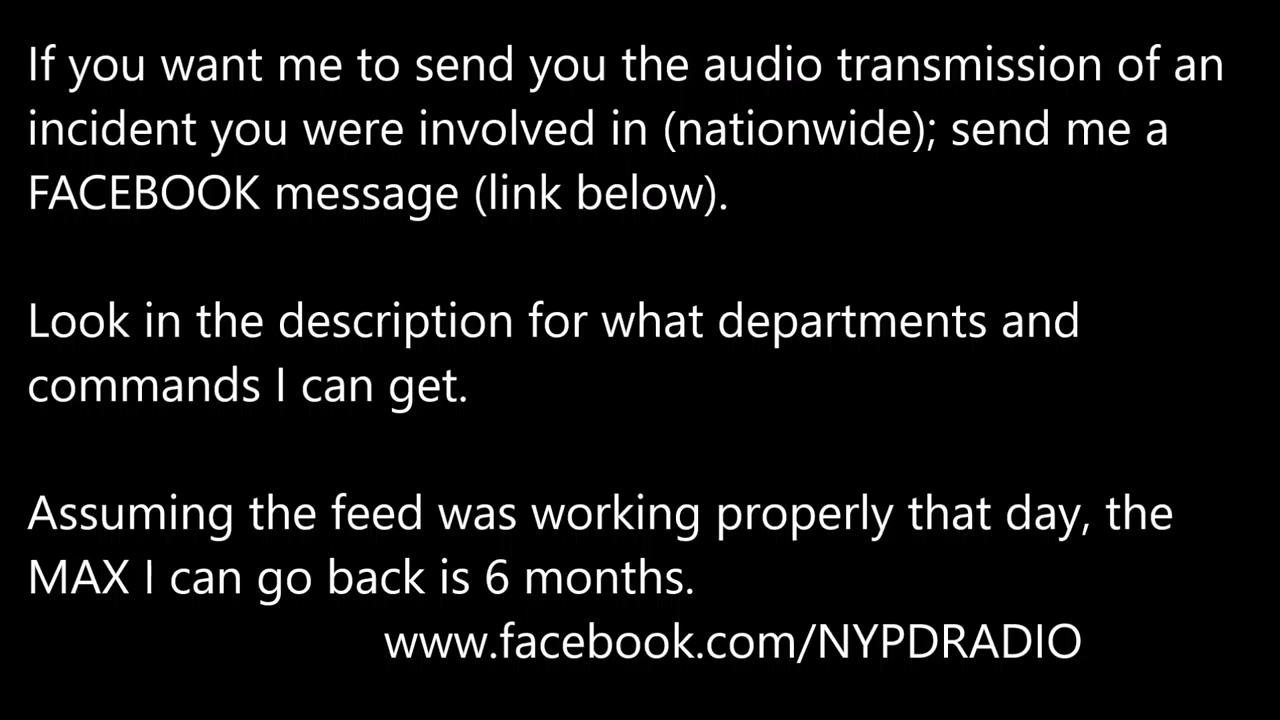 If you want me to send you the audio transmission of an
incident you were involved in (nationwide); send me a
FACEBOOK message (link below).
Look in the description for what departments and
commands I can get.
Assuming the feed was working properly that day, the
MAX I can go back is 6 months.
www.facebook.com/NYPDRADIO